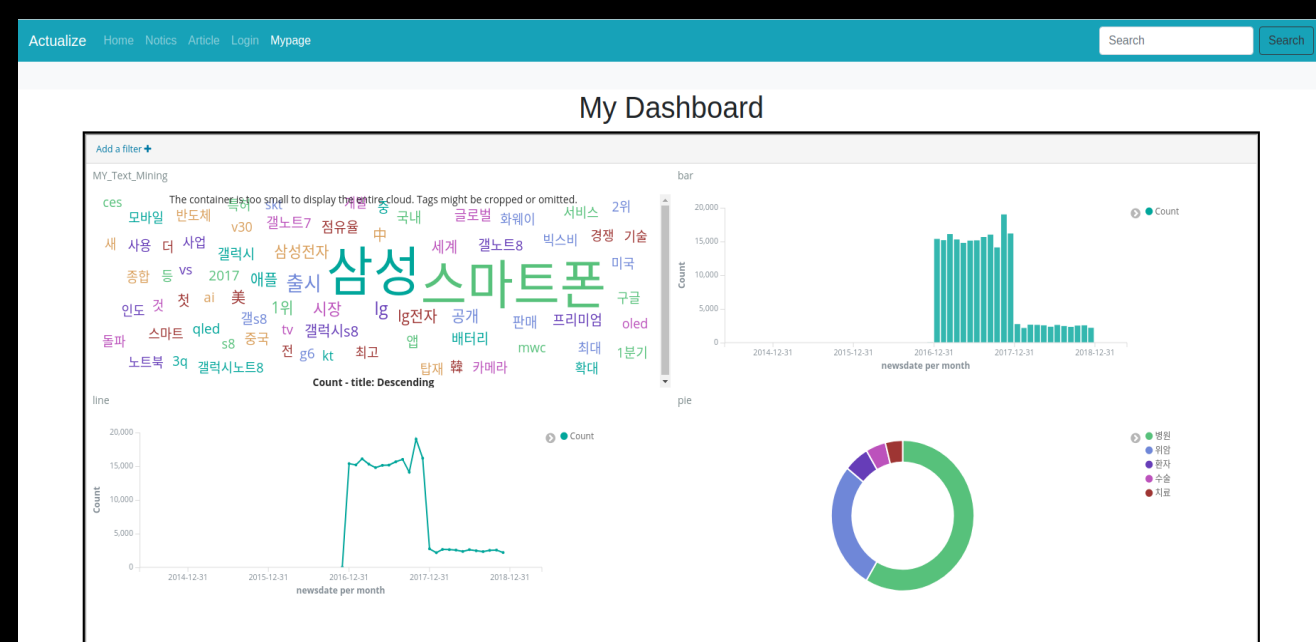 Actualize Home Notics Article Login Mypage Search Search
My Dashboard
Add a filter +
MY_Text_Mining
The container is too small to display the entire cloud. Tags might be cropped or omitted.
ces 특허 skt 개발 중 서비스 2위
모바일 반도체 v30 갤노트7 점유율 국내 글로벌 화웨이
새 사용 더 사업 갤럭시 삼성전자 中 세계 갤노트8 빅스비 경쟁 기술
종합 등 vs 2017 애플 출시 삼성 스마트폰 미국
인도 것 첫 ai 美 1위 시장 lg lg전자 공개 판매 프리미엄 구글 oled
돌파 스마트 qled s8 갤s8 중국 tv 갤럭시s8 앱 배터리 mwc 최대 1분기
노트북 3q 갤럭시노트8 전 g6 kt 최고 탑재 韓 카메라 확대
Count - title: Descending
bar
20,000
15,000
10,000
5,000
0
Count
2014-12-31 2015-12-31 2016-12-31 2017-12-31 2018-12-31
newsdate per month
Count
line
20,000
15,000
10,000
5,000
0
Count
2014-12-31 2015-12-31 2016-12-31 2017-12-31 2018-12-31
newsdate per month
Count
pie
병원
위암
환자
수술
치료